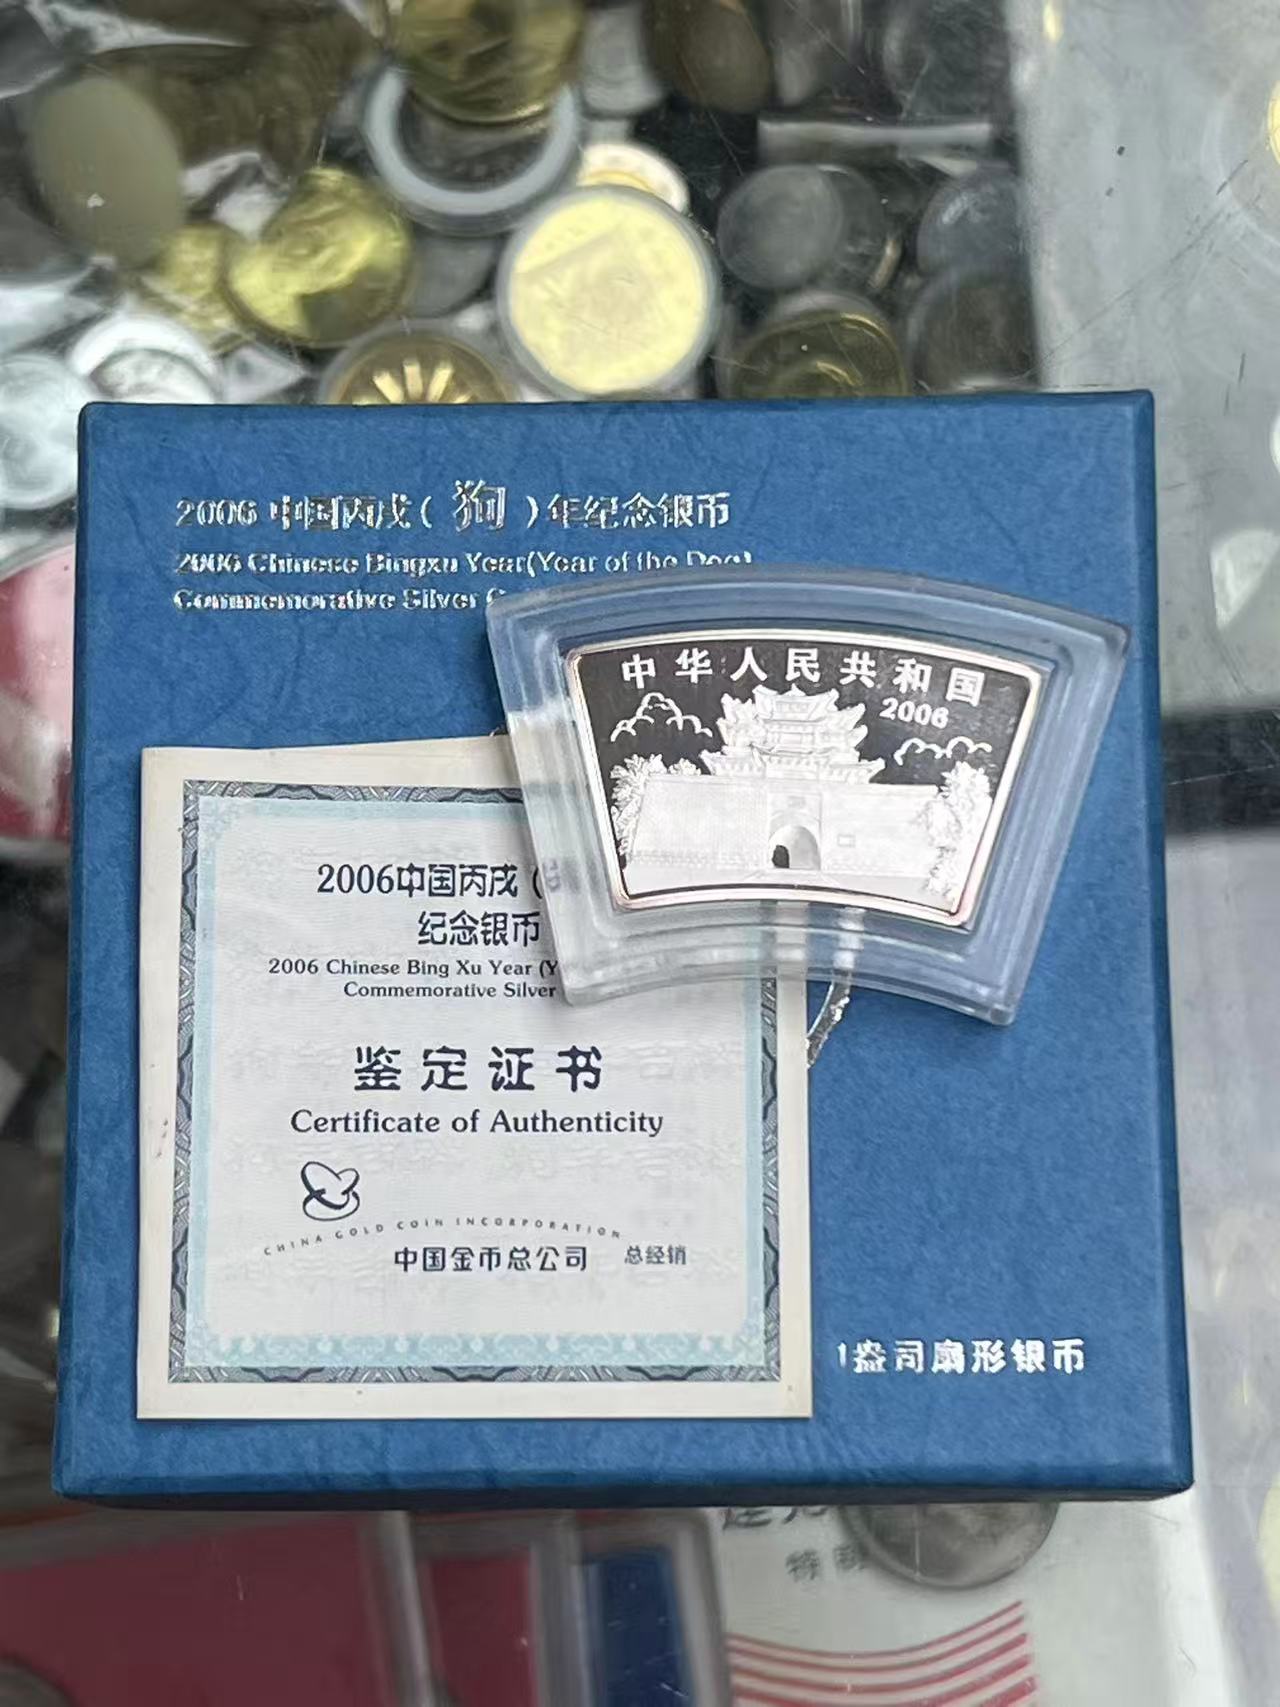 2006 中国丙戌(狗)年纪念银币
2006 Chinese Bingxu Year(Year of the Dog)
Commemorative Silver
中华人民共和国
2006
2006中国丙戌(
纪念银币
2006 Chinese Bing Xu Year (Y
Commemorative Silver
鉴定证书
Certificate of Authenticity
CHINA GOLD COIN INCORPORATION
中国金币总公司 总经销
1盎司扇形银币